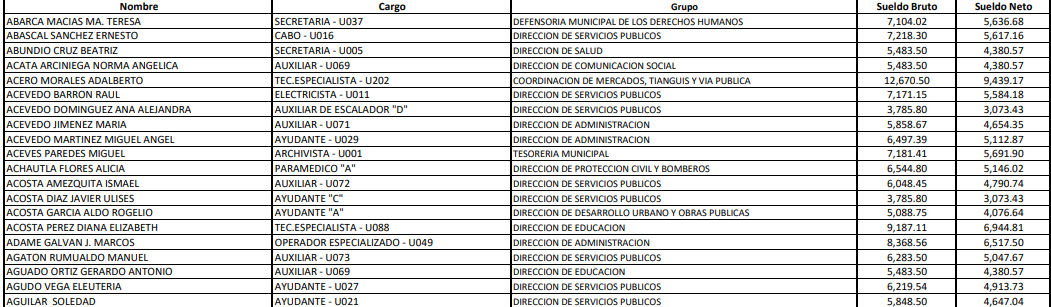 Nombre Cargo Grupo Sueldo Bruto Sueldo Neto
ABARCA MACIAS MA. TERESA SECRETARIA - U037 DEFENSORIA MUNICIPAL DE LOS DERECHOS HUMANOS 7,104.02 5,636.68
ABASCAL SANCHEZ ERNESTO CABO - U016 DIRECCION DE SERVICIOS PUBLICOS 7,218.30 5,617.16
ABUNDIO CRUZ BEATRIZ SECRETARIA - U005 DIRECCION DE SALUD 5,483.50 4,380.57
ACATA ARCINIEGA NORMA ANGELICA AUXILIAR - U069 DIRECCION DE COMUNICACION SOCIAL 5,483.50 4,380.57
ACERO MORALES ADALBERTO TEC.ESPECIALISTA - U202 COORDINACION DE MERCADOS, TIANGUIS Y VIA PUBLICA 12,670.50 9,439.17
ACEVEDO BARRON RAUL ELECTRICISTA - U011 DIRECCION DE SERVICIOS PUBLICOS 7,171.15 5,584.18
ACEVEDO DOMINGUEZ ANA ALEJANDRA AUXILIAR DE ESCALADOR "D" DIRECCION DE SERVICIOS PUBLICOS 3,785.80 3,073.43
ACEVEDO JIMENEZ MARIA AUXILIAR - U071 DIRECCION DE ADMINISTRACION 5,858.67 4,654.35
ACEVEDO MARTINEZ MIGUEL ANGEL AYUDANTE - U029 DIRECCION DE ADMINISTRACION 6,497.39 5,112.87
ACEVES PAREDES MIGUEL ARCHIVISTA - U001 TESORERIA MUNICIPAL 7,181.41 5,691.90
ACHAUTLA FLORES ALICIA PARAMEDICO "A" DIRECCION DE PROTECCION CIVIL Y BOMBEROS 6,544.80 5,146.02
ACOSTA AMEZQUITA ISMAEL AUXILIAR - U072 DIRECCION DE SERVICIOS PUBLICOS 6,048.45 4,790.74
ACOSTA DIAZ JAVIER ULISES AYUDANTE "C" DIRECCION DE SERVICIOS PUBLICOS 3,785.80 3,073.43
ACOSTA GARCIA ALDO ROGELIO AYUDANTE "A" DIRECCION DE DESARROLLO URBANO Y OBRAS PUBLICAS 5,088.75 4,076.64
ACOSTA PEREZ DIANA ELIZABETH TEC.ESPECIALISTA - U088 DIRECCION DE EDUCACION 9,187.11 6,944.81
ADAME GALVAN J. MARCOS OPERADOR ESPECIALIZADO - U049 DIRECCION DE ADMINISTRACION 8,368.56 6,517.50
AGATON RUMUALDO MANUEL AUXILIAR - U073 DIRECCION DE SERVICIOS PUBLICOS 6,283.50 5,047.67
AGUADO ORTIZ GERARDO ANTONIO AUXILIAR - U069 DIRECCION DE EDUCACION 5,483.50 4,380.57
AGUDO VEGA ELEUTERIA AYUDANTE - U027 DIRECCION DE SERVICIOS PUBLICOS 6,219.54 4,913.73
AGUILAR SOLEDAD AYUDANTE - U021 DIRECCION DE SERVICIOS PUBLICOS 5,848.50 4,647.04